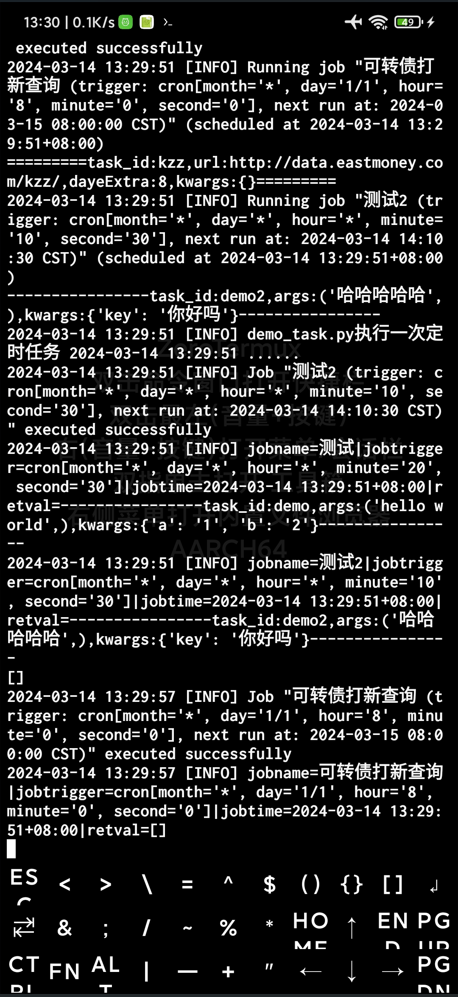 13:30 | 0.1K/s
49
executed successfully
2024-03-14 13:29:51 [INFO] Running job "可转债打
新查询 (trigger: cron[month='*', day='1/1', hour=
'8', minute='0', second='0'], next run at: 2024-0
3-15 08:00:00 CST)" (scheduled at 2024-03-14 13:2
9:51+08:00)
=========task_id:kzz,url:http://data.eastmoney.co
m/kzz/,dayeExtra:8,kwargs:{}=========
2024-03-14 13:29:51 [INFO] Running job "测试2 (tr
igger: cron[month='*', day='*', hour='*', minute=
'10', second='30'], next run at: 2024-03-14 14:10
:30 CST)" (scheduled at 2024-03-14 13:29:51+08:00
)
----------------task_id:demo2,args:('哈哈哈哈哈哈',
),kwargs:{'key': '你好吗'}----------------
2024-03-14 13:29:51 [INFO] demo_task.py执行一次定
时任务 2024-03-14 13:29:51 ......
2024-03-14 13:29:51 [INFO] Job "测试2 (trigger: c
ron[month='*', day='*', hour='*', minute='10', se
cond='30'], next run at: 2024-03-14 14:10:30 CST)
" executed successfully
2024-03-14 13:29:51 [INFO] jobname=测试|jobtrigge
r=cron[month='*', day='*', hour='*', minute='20',
second='30']|jobtime=2024-03-14 13:29:51+08:00|r
etval=----------------task_id:demo,args:('hello w
orld',),kwargs:{'a': '1', 'b': '2'}--------------
--
2024-03-14 13:29:51 [INFO] jobname=测试2|jobtrigg
er=cron[month='*', day='*', hour='*', minute='10'
, second='30']|jobtime=2024-03-14 13:29:51+08:00|
retval=----------------task_id:demo2,args:('哈哈
哈哈哈哈',),kwargs:{'key': '你好吗'}---------------
-
[]
2024-03-14 13:29:57 [INFO] Job "可转债打新查询 (t
rigger: cron[month='*', day='1/1', hour='8', minu
te='0', second='0'], next run at: 2024-03-15 08:0
0:00 CST)" executed successfully
2024-03-14 13:29:57 [INFO] jobname=可转债打新查询
|jobtrigger=cron[month='*', day='1/1', hour='8',
minute='0', second='0']|jobtime=2024-03-14 13:29:
51+08:00|retval=[]
AARCH64
ESC < > \ = ^ $ () {} [] ↲
⇄ & ; / ~ % * HOME ↑ END PGUP
CTRL FN ALT | — + " ← ↓ → PGDN